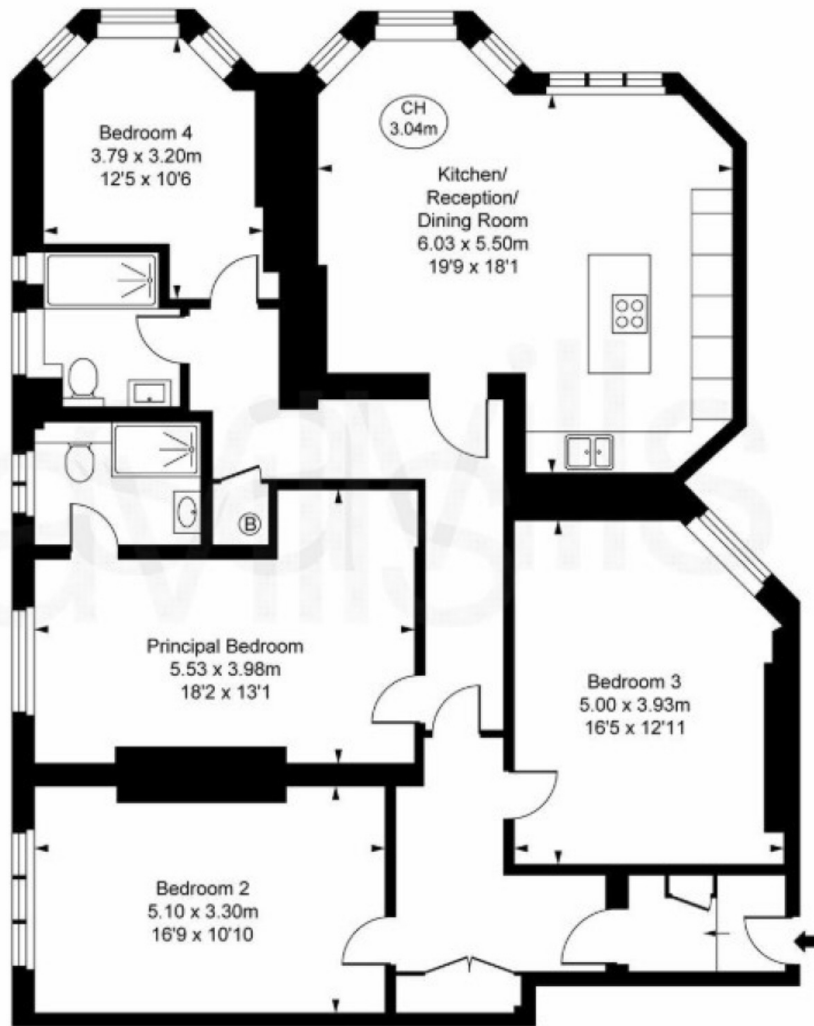 Bedroom 4
3.79 x 3.20m
12'5 x 10'6
CH
3.04m
Kitchen/
Reception/
Dining Room
6.03 x 5.50m
19'9 x 18'1
B
Principal Bedroom
5.53 x 3.98m
18'2 x 13'1
Bedroom 3
5.00 x 3.93m
16'5 x 12'11
Bedroom 2
5.10 x 3.30m
16'9 x 10'10
savills